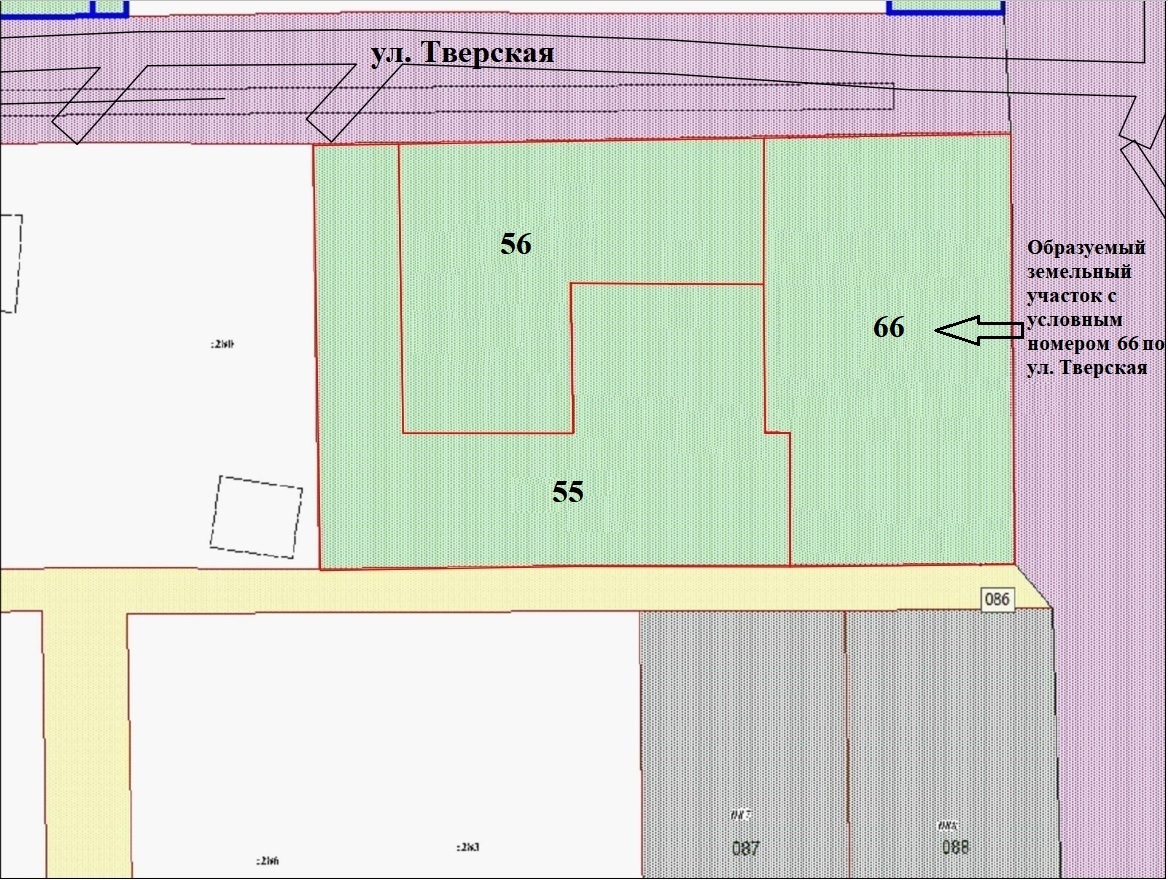 ул. Тверская
56
Образуемый
земельный
участок с
условным
номером 66 по
ул. Тверская
66
55
086
087
088